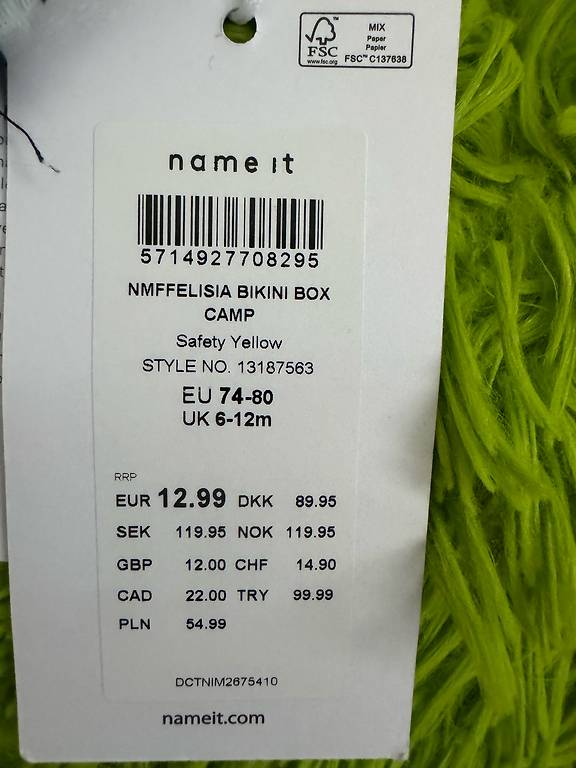 FSC™
www.fsc.org
MIX
Paper
Papier
FSC™ C137638
name it
5714927708295
NMFFELISIA BIKINI BOX
CAMP
Safety Yellow
STYLE NO. 13187563
EU 74-80
UK 6-12m
RRP
EUR 12.99 DKK 89.95
SEK 119.95 NOK 119.95
GBP 12.00 CHF 14.90
CAD 22.00 TRY 99.99
PLN 54.99
DCTNIM2675410
nameit.com